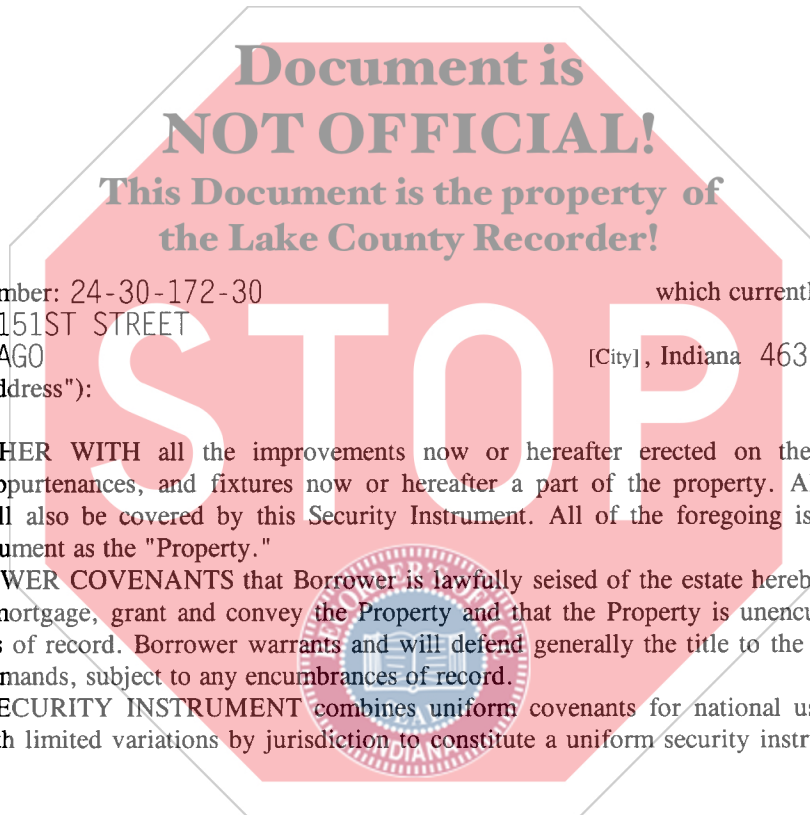 Document is
NOT OFFICIAL!
This Document is the property of
the Lake County Recorder!
mber: 24-30-172-30 which currentl
151ST STREET
AGO [City], Indiana 463
ddress"):
STOP
HER WITH all the improvements now or hereafter erected on the
ppurtenances, and fixtures now or hereafter a part of the property. A
ll also be covered by this Security Instrument. All of the foregoing is
ument as the "Property."
WER COVENANTS that Borrower is lawfully seised of the estate hereb
mortgage, grant and convey the Property and that the Property is unencu
s of record. Borrower warrants and will defend generally the title to the
mands, subject to any encumbrances of record.
ECURITY INSTRUMENT combines uniform covenants for national us
th limited variations by jurisdiction to constitute a uniform security instr
RECORDER'S OFFICE
SEAL
INDIANA